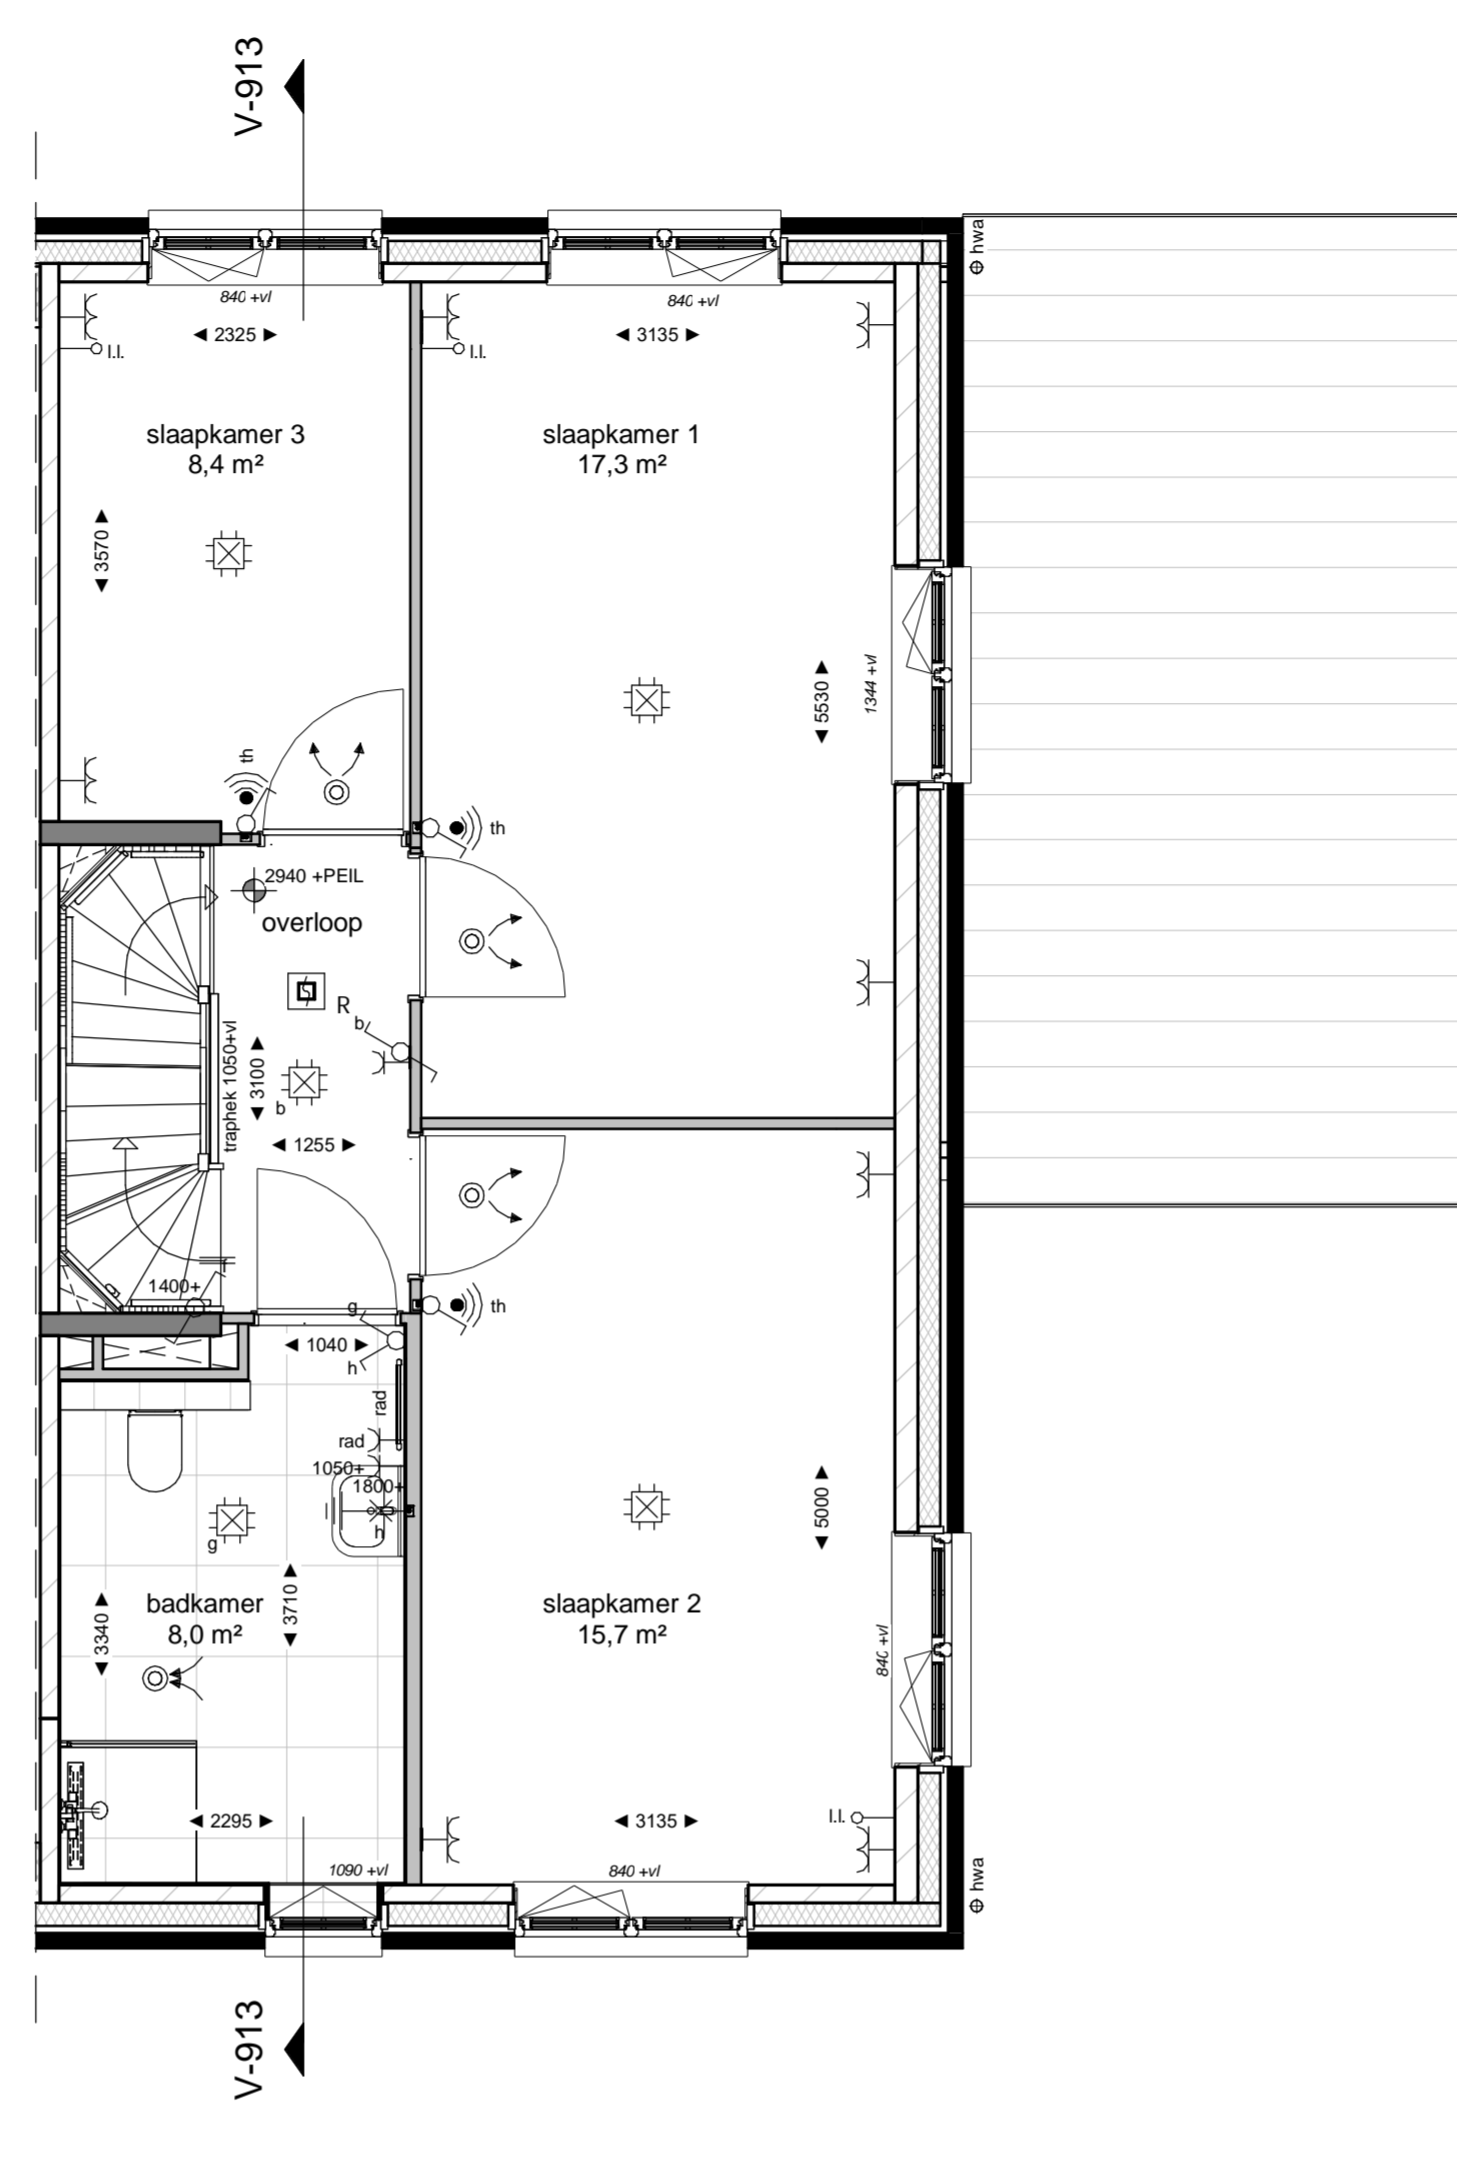 V-913
hwa
840 +vl
840 +vl
2325
3135
l.l.
l.l.
slaapkamer 3
8,4 m²
slaapkamer 1
17,3 m²
3570
5530
1344 +vl
th
th
2940 +PEIL
overloop
R
b
traphek 1050+vl
3100
b
1255
1400+
g
th
1040
h
rad
rad
1050+
1800+
h
g
5000
badkamer
8,0 m²
3710
3340
slaapkamer 2
15,7 m²
840 +vl
2295
3135
l.l.
1090 +vl
840 +vl
hwa
V-913